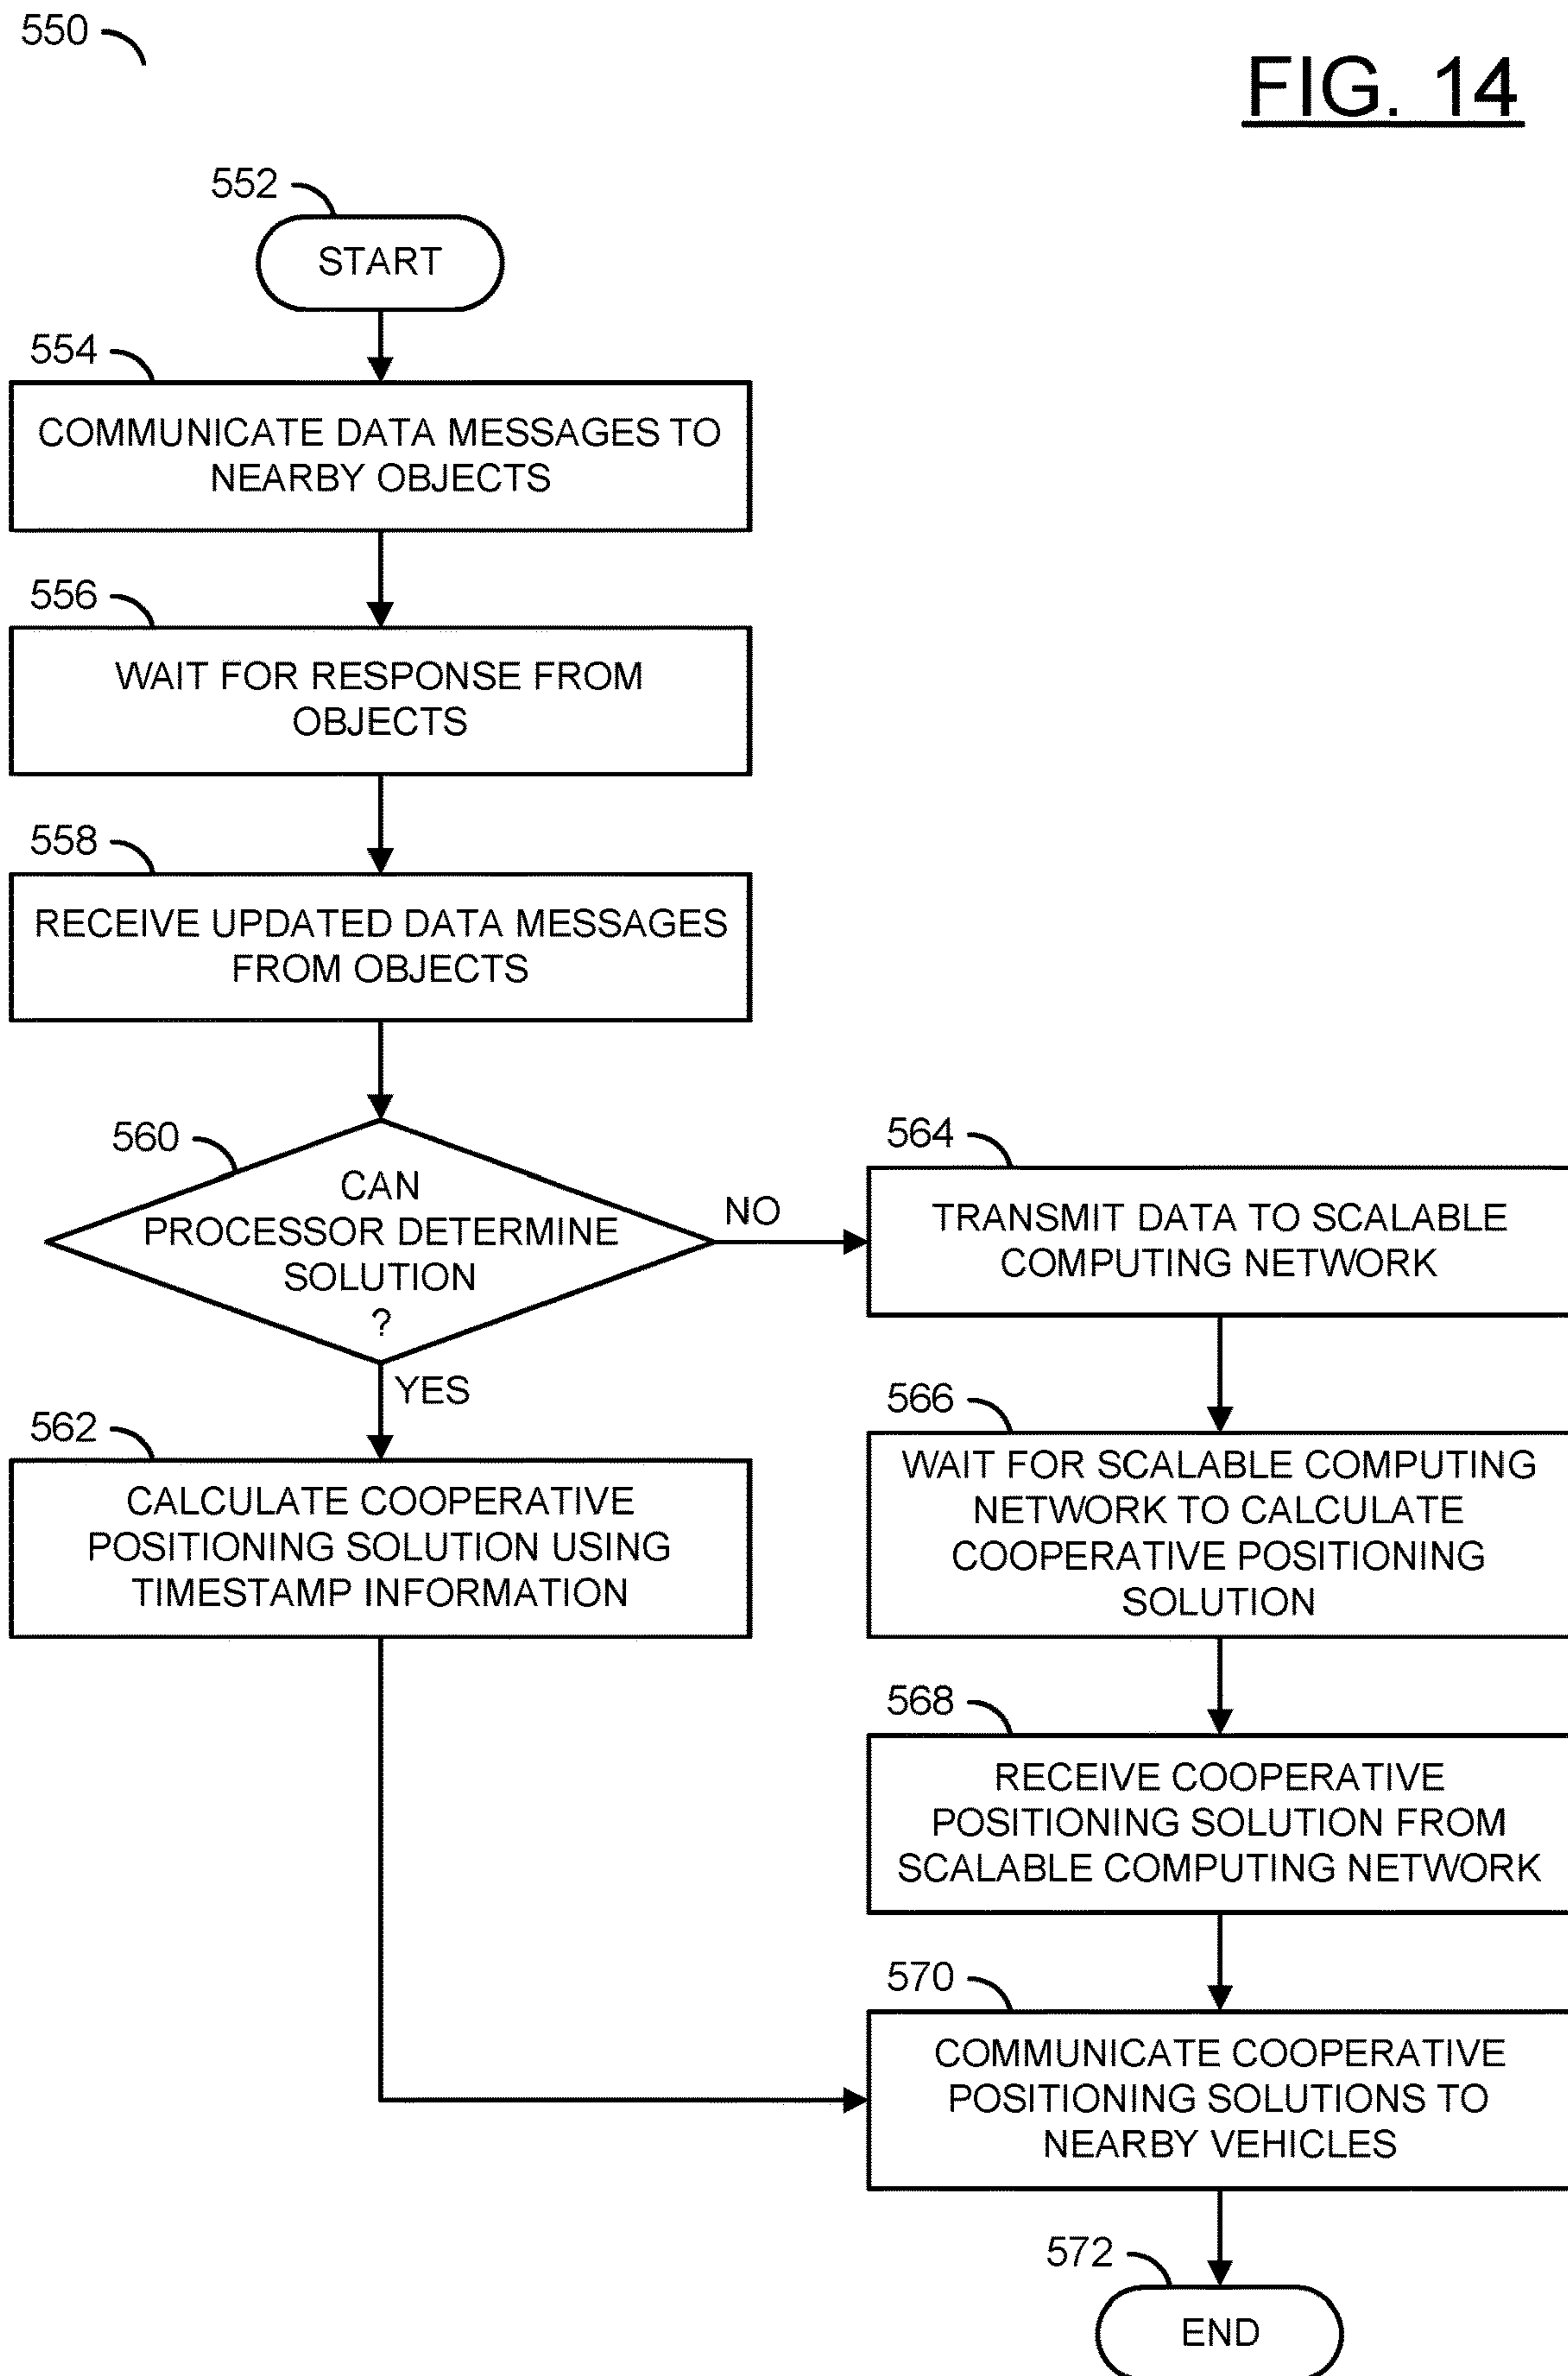 550
FIG. 14
552
START
554
COMMUNICATE DATA MESSAGES TO
NEARBY OBJECTS
556
WAIT FOR RESPONSE FROM
OBJECTS
558
RECEIVE UPDATED DATA MESSAGES
FROM OBJECTS
560
CAN
PROCESSOR DETERMINE
SOLUTION
?
NO
YES
562
CALCULATE COOPERATIVE
POSITIONING SOLUTION USING
TIMESTAMP INFORMATION
564
TRANSMIT DATA TO SCALABLE
COMPUTING NETWORK
566
WAIT FOR SCALABLE COMPUTING
NETWORK TO CALCULATE
COOPERATIVE POSITIONING
SOLUTION
568
RECEIVE COOPERATIVE
POSITIONING SOLUTION FROM
SCALABLE COMPUTING NETWORK
570
COMMUNICATE COOPERATIVE
POSITIONING SOLUTIONS TO
NEARBY VEHICLES
572
END